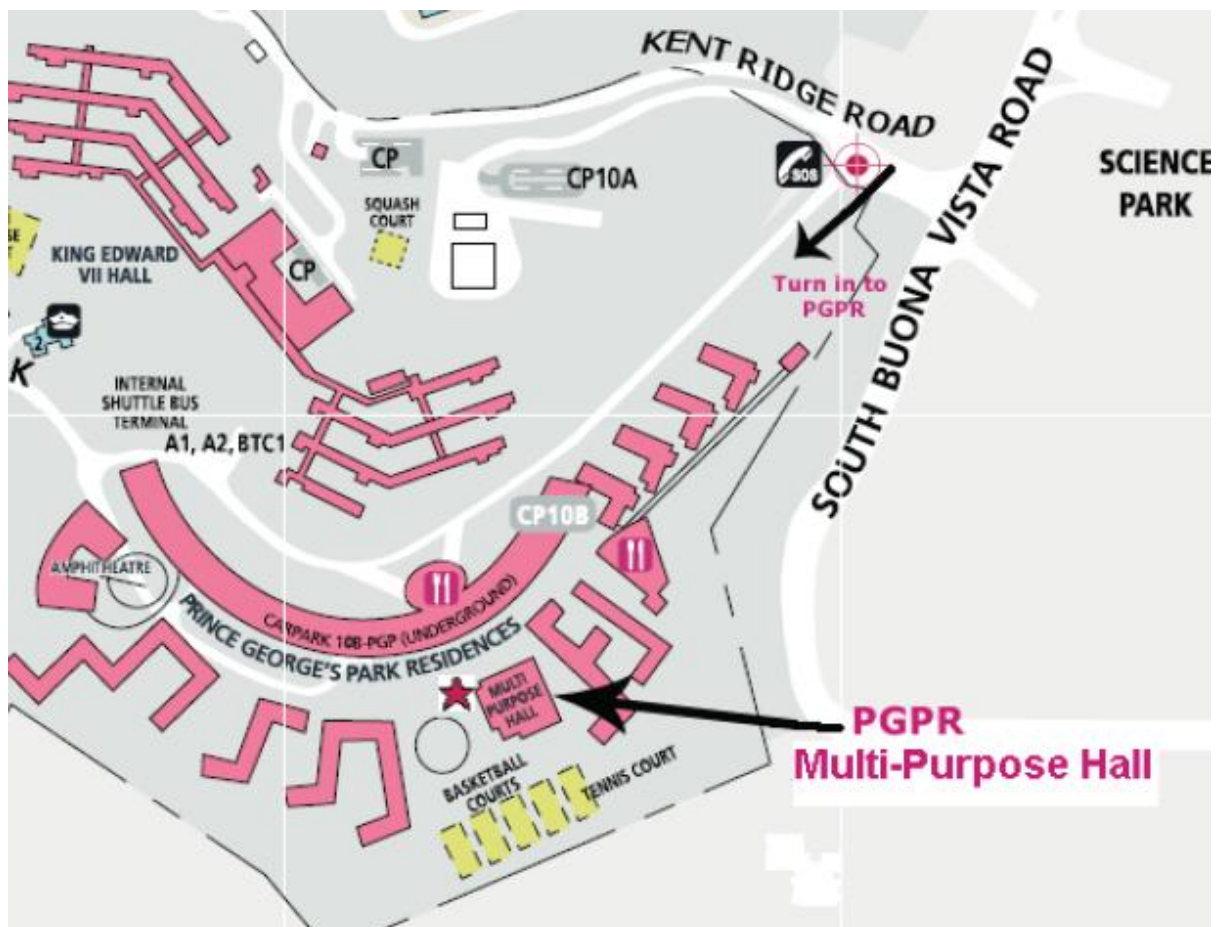 KENT RIDGE ROAD
SOUTH BUONA VISTA ROAD
SCIENCE
PARK
CP
CP10A
SOS
SQUASH
COURT
KING EDWARD
VII HALL
CP
Turn in to
PGPR
2
K
INTERNAL
SHUTTLE BUS
TERMINAL
A1, A2, BTC1
CP10B
AMPHITHEATRE
CARPARK 10B-PGP (UNDERGROUND)
PRINCE GEORGE'S PARK RESIDENCES
MULTI
PURPOSE
HALL
PGPR
Multi-Purpose Hall
BASKETBALL
COURTS
TENNIS COURT